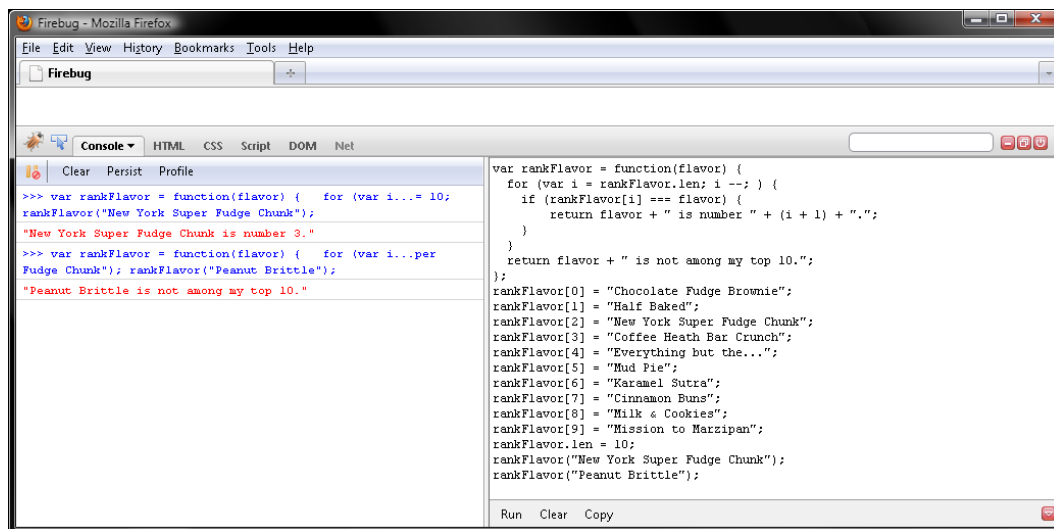 Firebug - Mozilla Firefox
File Edit View History Bookmarks Tools Help
Firebug
Console HTML CSS Script DOM Net
Clear Persist Profile
>>> var rankFlavor = function(flavor) {   for (var i...= 10;
rankFlavor("New York Super Fudge Chunk");
"New York Super Fudge Chunk is number 3."
>>> var rankFlavor = function(flavor) {   for (var i...per
Fudge Chunk"); rankFlavor("Peanut Brittle");
"Peanut Brittle is not among my top 10."
var rankFlavor = function(flavor) {
  for (var i = rankFlavor.len; i --; ) {
    if (rankFlavor[i] === flavor) {
        return flavor + " is number " + (i + 1) + ".";
    }
  }
  return flavor + " is not among my top 10.";
};
rankFlavor[0] = "Chocolate Fudge Brownie";
rankFlavor[1] = "Half Baked";
rankFlavor[2] = "New York Super Fudge Chunk";
rankFlavor[3] = "Coffee Heath Bar Crunch";
rankFlavor[4] = "Everything but the...";
rankFlavor[5] = "Mud Pie";
rankFlavor[6] = "Karamel Sutra";
rankFlavor[7] = "Cinnamon Buns";
rankFlavor[8] = "Milk & Cookies";
rankFlavor[9] = "Mission to Marzipan";
rankFlavor.len = 10;
rankFlavor("New York Super Fudge Chunk");
rankFlavor("Peanut Brittle");
Run Clear Copy